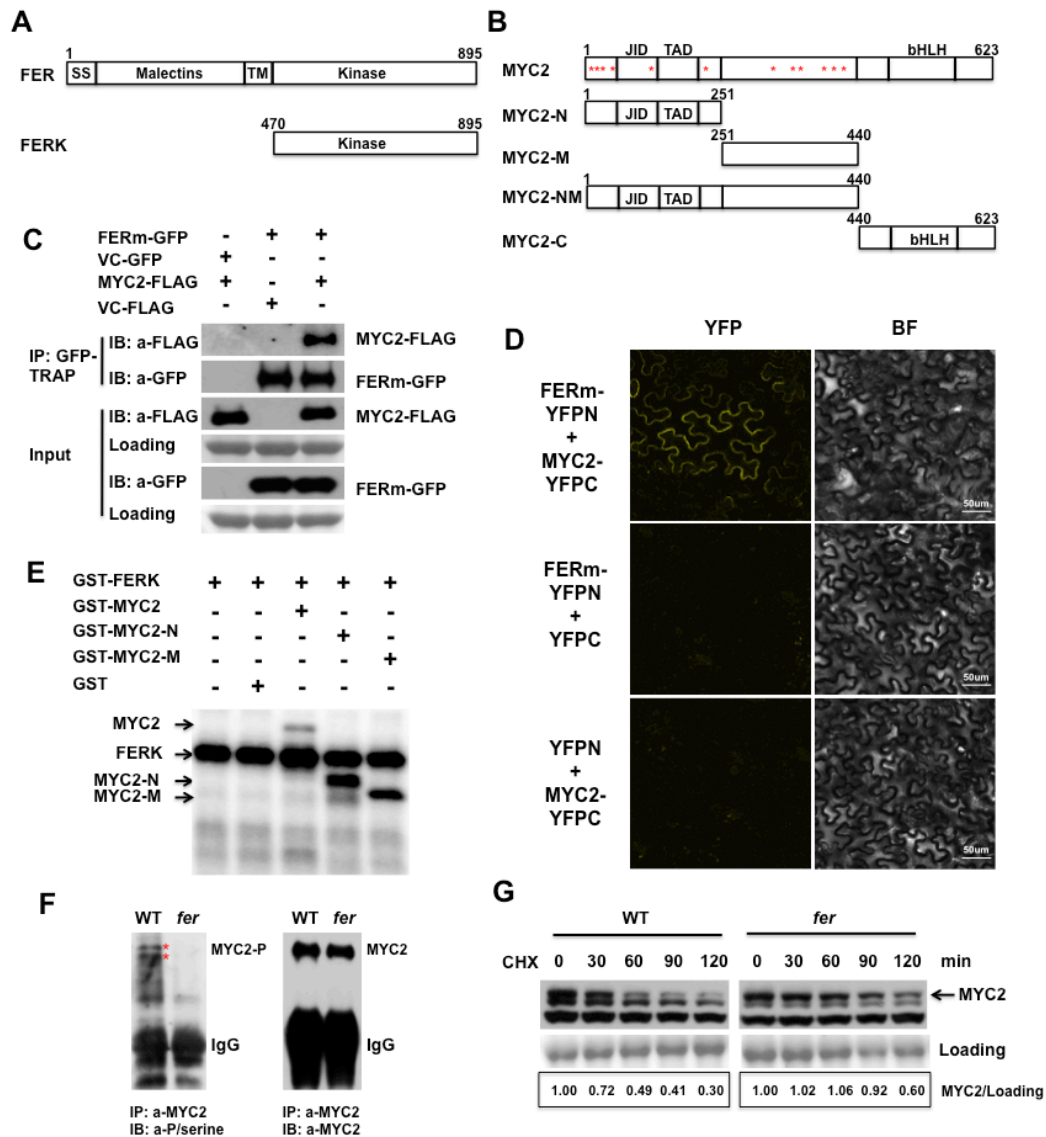 A
1
895
FER
SS
Malectins
TM
Kinase
470
895
FERK
Kinase
B
1
JID
TAD
bHLH
623
MYC2
**** * * * ** ***
1
251
MYC2-N
JID
TAD
251
440
MYC2-M
1
440
MYC2-NM
JID
TAD
440
623
MYC2-C
bHLH
C
FERm-GFP - + +
VC-GFP + - -
MYC2-FLAG + - +
VC-FLAG - + -
IP: GFP-
TRAP
IB: a-FLAG
MYC2-FLAG
IB: a-GFP
FERm-GFP
Input
IB: a-FLAG
MYC2-FLAG
Loading
IB: a-GFP
FERm-GFP
Loading
D
YFP
BF
FERm-
YFPN
+
MYC2-
YFPC
50um
FERm-
YFPN
+
YFPC
50um
YFPN
+
MYC2-
YFPC
50um
E
GST-FERK + + + + +
GST-MYC2 - - + - -
GST-MYC2-N - - - + -
GST-MYC2-M - - - - +
GST - + - - -
MYC2
FERK
MYC2-N
MYC2-M
F
WT fer
MYC2-P
*
*
IgG
IP: a-MYC2
IB: a-P/serine
WT fer
MYC2
IgG
IP: a-MYC2
IB: a-MYC2
G
WT
fer
CHX 0 30 60 90 120 0 30 60 90 120 min
MYC2
Loading
1.00 0.72 0.49 0.41 0.30
1.00 1.02 1.06 0.92 0.60
MYC2/Loading